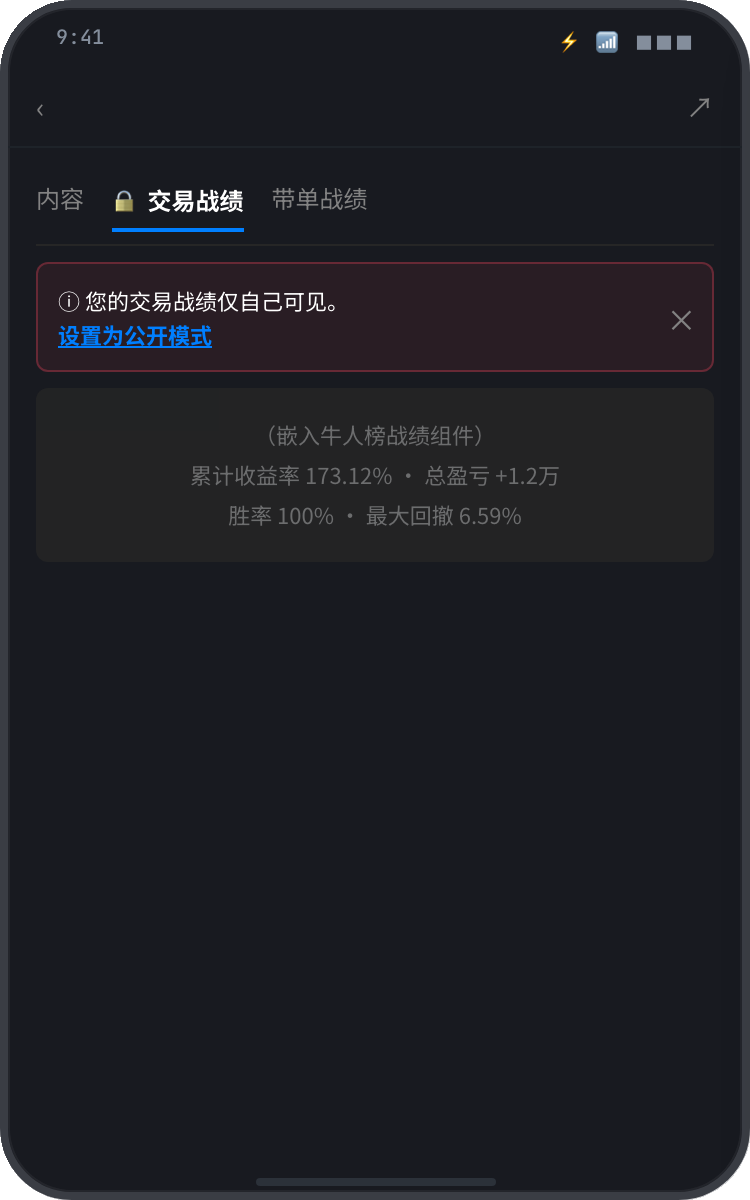 9:41
内容 🔒 交易战绩 带单战绩
ⓘ 您的交易战绩仅自己可见。
设置为公开模式
（嵌入牛人榜战绩组件）
累计收益率 173.12% · 总盈亏 +1.2万
胜率 100% · 最大回撤 6.59%